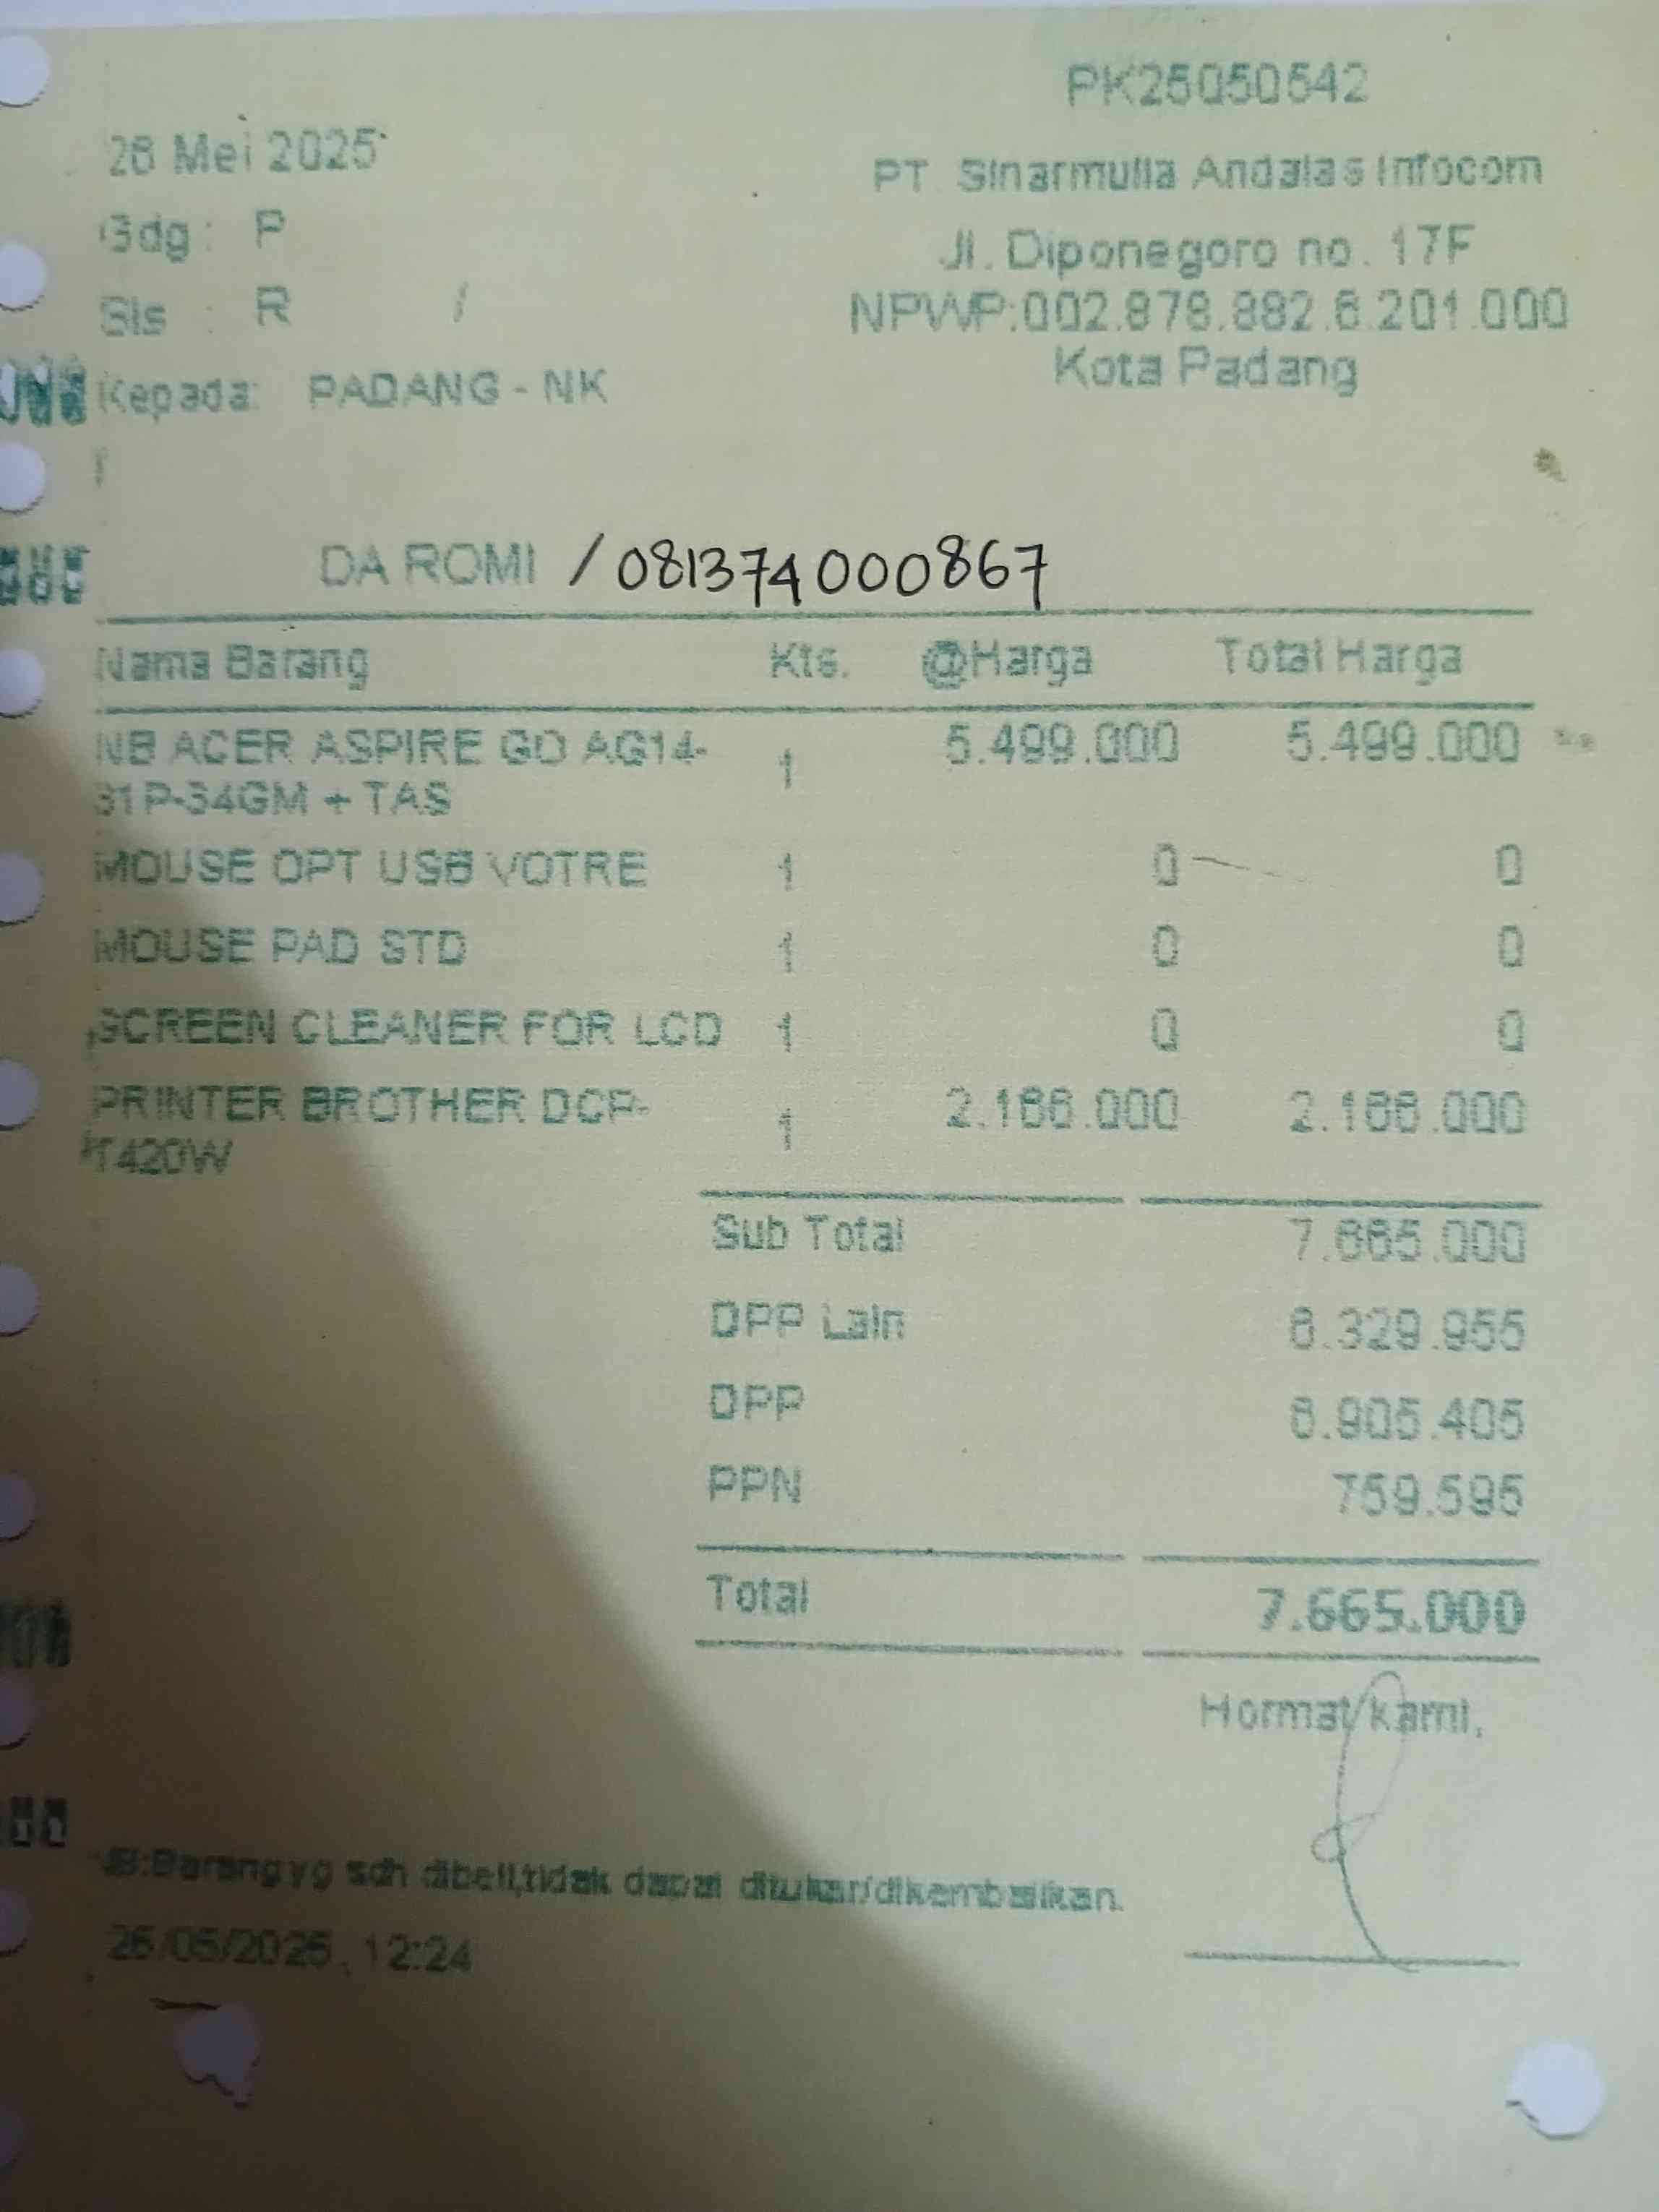 PK25050542
26 Mei 2025
PT. Sinarmulia Andalas Infocom
Gdg : P
Jl. Diponegoro no. 17F
Sls : R /
NPWP:002.878.882.6.201.000
Kota Padang
Kepada: PADANG - NK
DA ROMI / 081374000867
Nama Barang Kts. @Harga Total Harga
NB ACER ASPIRE GO AG14- 1 5.499.000 5.499.000
31P-34GM + TAS
MOUSE OPT USB VOTRE 1 0 0
MOUSE PAD STD 1 0 0
SCREEN CLEANER FOR LCD 1 0 0
PRINTER BROTHER DCP- 1 2.166.000 2.166.000
T420W
Sub Total 7.665.000
DPP Lain 6.329.955
DPP 6.905.405
PPN 759.595
Total 7.665.000
Hormat kami,
JB:Barang yg sdh dibeli,tidak dapat ditukar/dikembalikan.
26/05/2025, 12:24